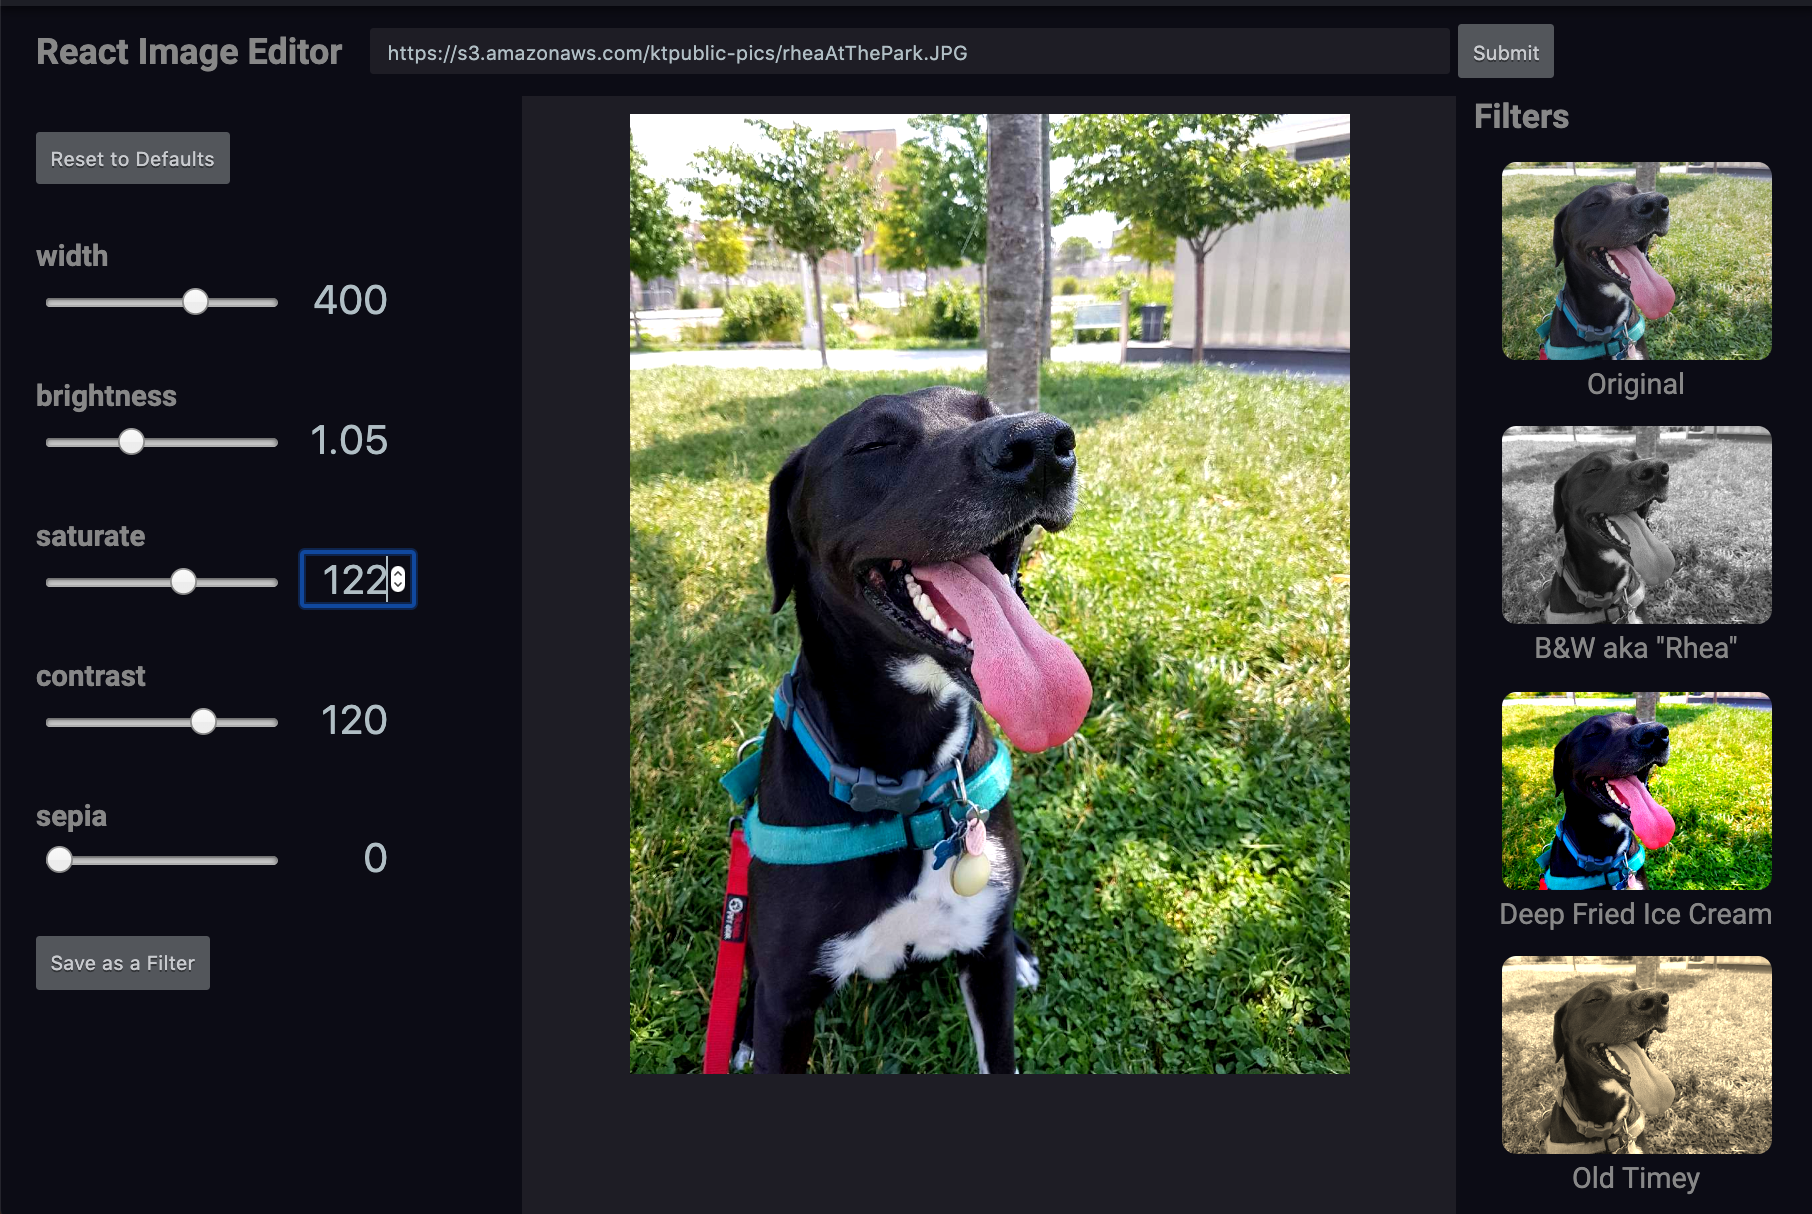 React Image Editor
https://s3.amazonaws.com/ktpublic-pics/rheaAtThePark.JPG
Submit
Reset to Defaults
width
400
brightness
1.05
saturate
122
contrast
120
sepia
0
Save as a Filter
Filters
Original
B&W aka "Rhea"
Deep Fried Ice Cream
Old Timey